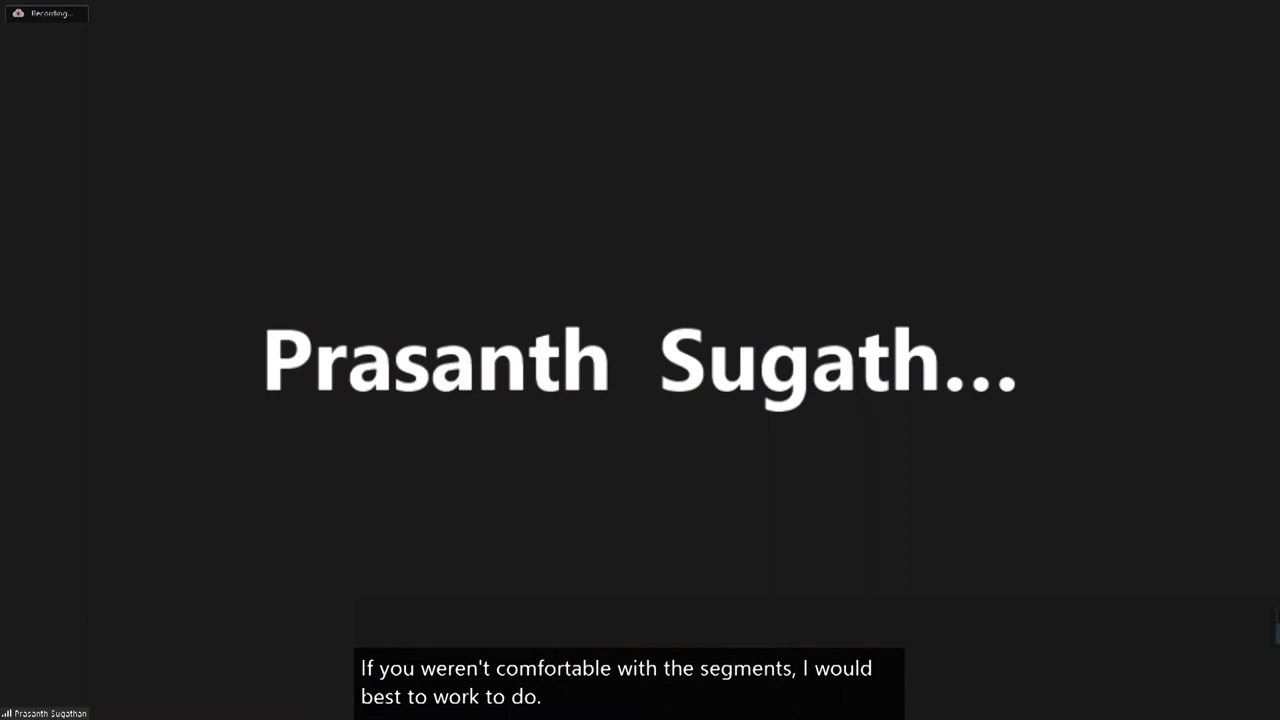 Recording...
Prasanth Sugath...
If you weren't comfortable with the segments, I would
best to work to do.
Prasanth Sugathan